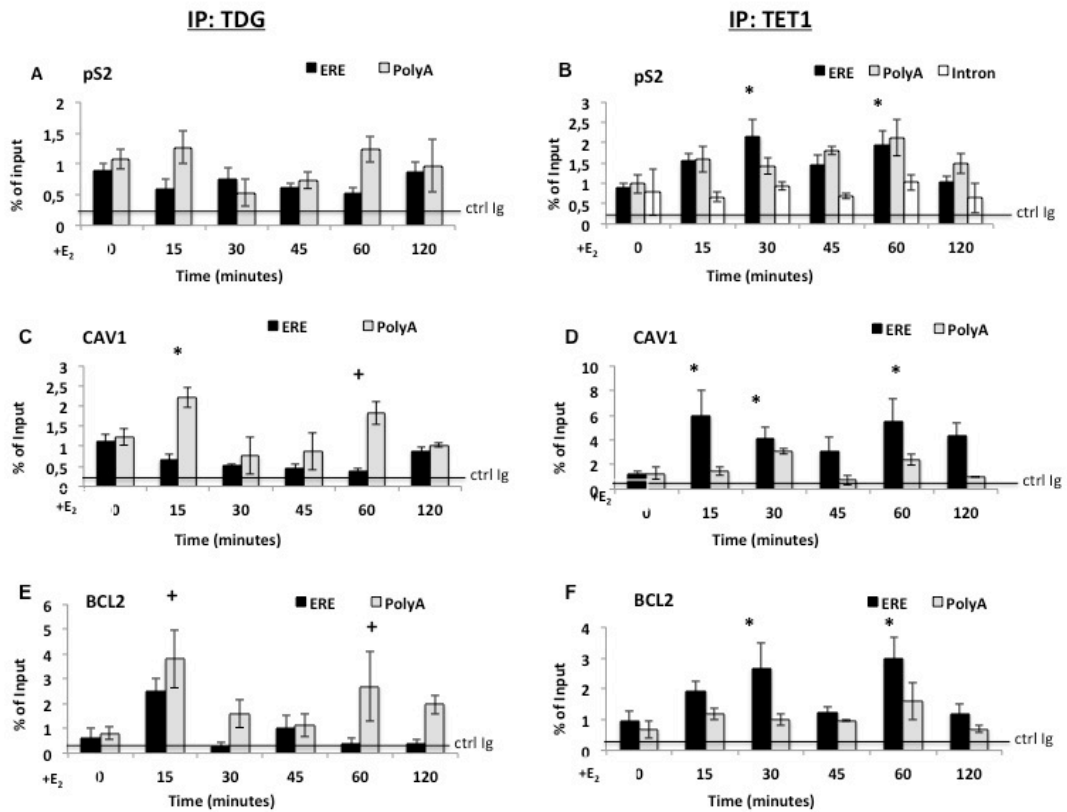 IP: TDG
IP: TET1
A pS2
ERE PolyA
2
1,5
1
0,5
0
% of input
ctrl Ig
+E2 0 15 30 45 60 120
Time (minutes)
B pS2
ERE PolyA Intron
* *
3
2,5
2
1,5
1
0,5
0
% of input
ctrl Ig
+E2 0 15 30 45 60 120
Time (minutes)
C CAV1
ERE PolyA
* +
3
2,5
2
1,5
1
0,5
0
% of Input
ctrl Ig
+E2 0 15 30 45 60 120
Time (minutes)
D CAV1
ERE PolyA
* * *
10
8
6
4
2
0
% of Input
ctrl Ig
+E2 0 15 30 45 60 120
Time (minutes)
E BCL2
ERE PolyA
+ +
6
5
4
3
2
1
0
% of Input
ctrl Ig
+E2 0 15 30 45 60 120
Time (minutes)
F BCL2
ERE PolyA
* *
4
3
2
1
0
% of Input
ctrl Ig
+E2 0 15 30 45 60 120
Time (minutes)